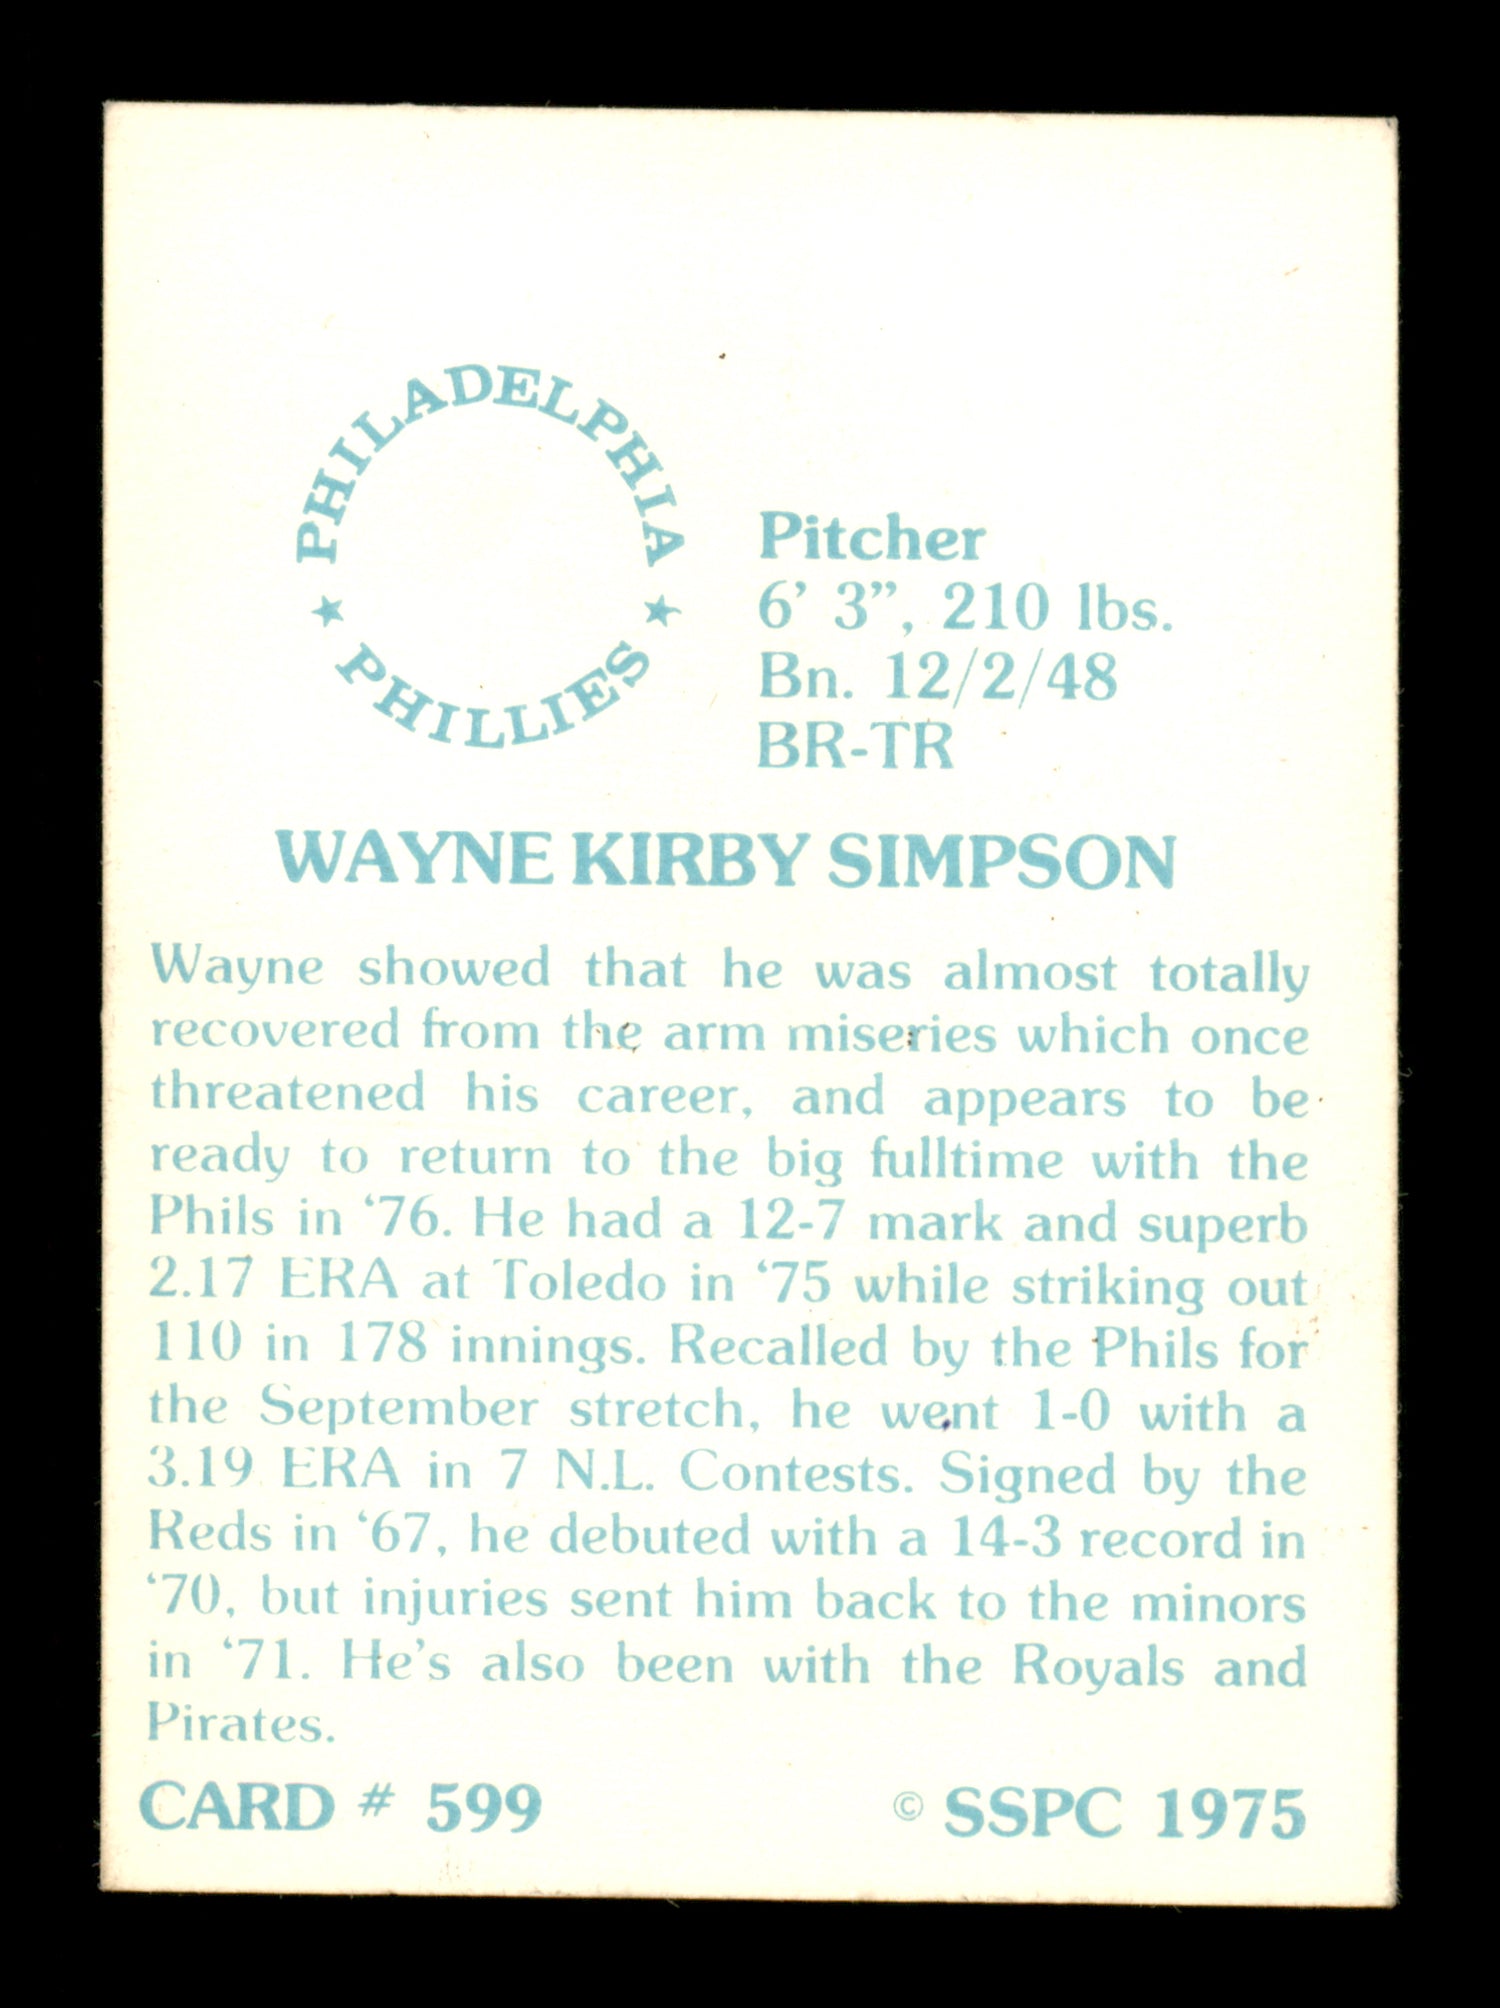 PHILADELPHIA
★ ★
PHILLIES
Pitcher
6’ 3”, 210 lbs.
Bn. 12/2/48
BR-TR
WAYNE KIRBY SIMPSON
Wayne showed that he was almost totally
recovered from the arm miseries which once
threatened his career, and appears to be
ready to return to the big fulltime with the
Phils in ‘76. He had a 12-7 mark and superb
2.17 ERA at Toledo in ‘75 while striking out
110 in 178 innings. Recalled by the Phils for
the September stretch, he went 1-0 with a
3.19 ERA in 7 N.L. Contests. Signed by the
Reds in ‘67, he debuted with a 14-3 record in
‘70, but injuries sent him back to the minors
in ‘71. He’s also been with the Royals and
Pirates.
CARD # 599 © SSPC 1975